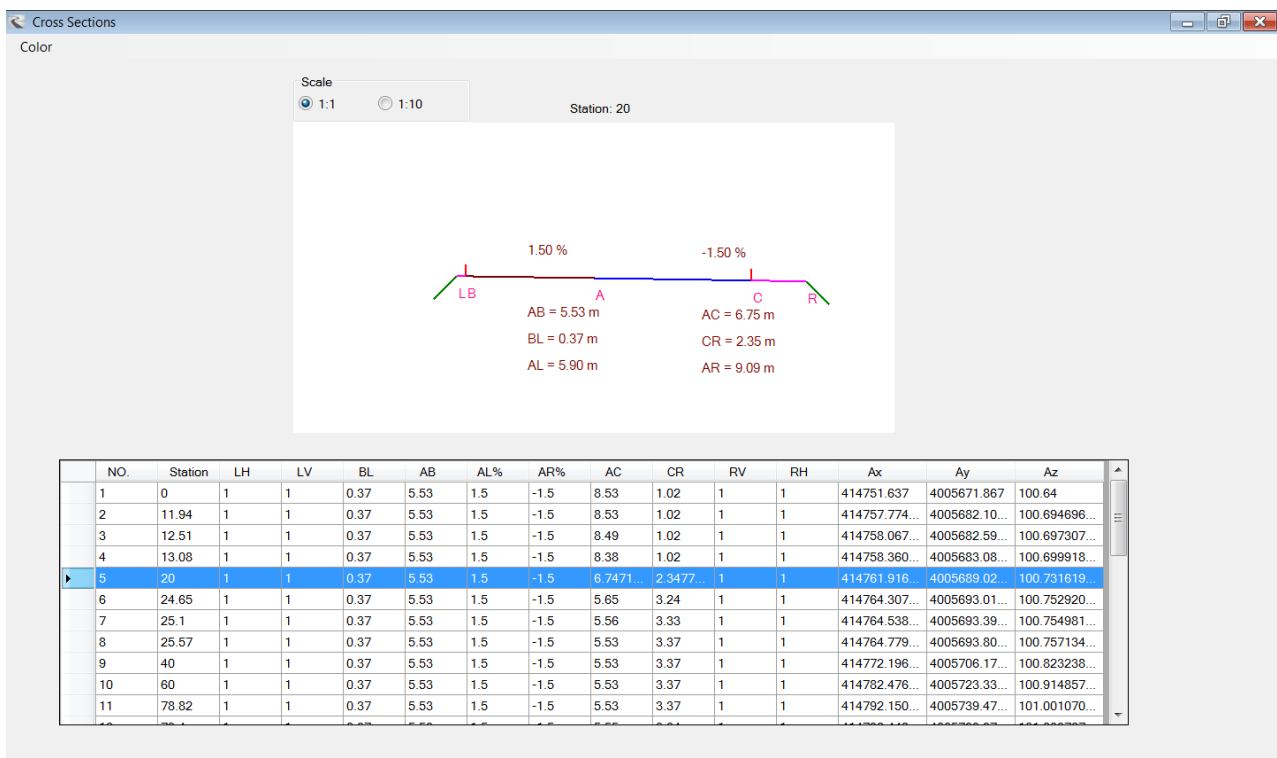 Cross Sections
Color
Scale
1:1 1:10
Station: 20
1.50 % -1.50 %
L B A C R
AB = 5.53 m AC = 6.75 m
BL = 0.37 m CR = 2.35 m
AL = 5.90 m AR = 9.09 m
NO. Station LH LV BL AB AL% AR% AC CR RV RH Ax Ay Az
1 0 1 1 0.37 5.53 1.5 -1.5 8.53 1.02 1 1 414751.637 4005671.867 100.64
2 11.94 1 1 0.37 5.53 1.5 -1.5 8.53 1.02 1 1 414757.774... 4005682.10... 100.694696...
3 12.51 1 1 0.37 5.53 1.5 -1.5 8.49 1.02 1 1 414758.067... 4005682.59... 100.697307...
4 13.08 1 1 0.37 5.53 1.5 -1.5 8.38 1.02 1 1 414758.360... 4005683.08... 100.699918...
5 20 1 1 0.37 5.53 1.5 -1.5 6.7471... 2.3477... 1 1 414761.916... 4005689.02... 100.731619...
6 24.65 1 1 0.37 5.53 1.5 -1.5 5.65 3.24 1 1 414764.307... 4005693.01... 100.752920...
7 25.1 1 1 0.37 5.53 1.5 -1.5 5.56 3.33 1 1 414764.538... 4005693.39... 100.754981...
8 25.57 1 1 0.37 5.53 1.5 -1.5 5.53 3.37 1 1 414764.779... 4005693.80... 100.757134...
9 40 1 1 0.37 5.53 1.5 -1.5 5.53 3.37 1 1 414772.196... 4005706.17... 100.823238...
10 60 1 1 0.37 5.53 1.5 -1.5 5.53 3.37 1 1 414782.476... 4005723.33... 100.914857...
11 78.82 1 1 0.37 5.53 1.5 -1.5 5.53 3.37 1 1 414792.150... 4005739.47... 101.001070...